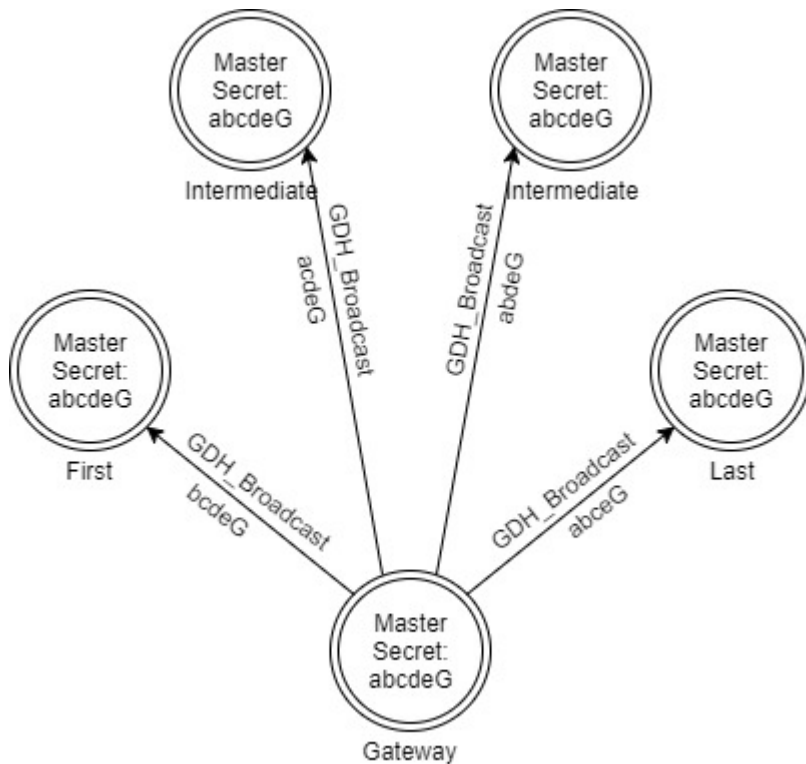 Master
Secret:
abcdeG
Intermediate
Master
Secret:
abcdeG
Intermediate
GDH_Broadcast
acdeG
GDH_Broadcast
abdeG
Master
Secret:
abcdeG
First
Master
Secret:
abcdeG
Last
GDH_Broadcast
bcdeG
GDH_Broadcast
abceG
Master
Secret:
abcdeG
Gateway